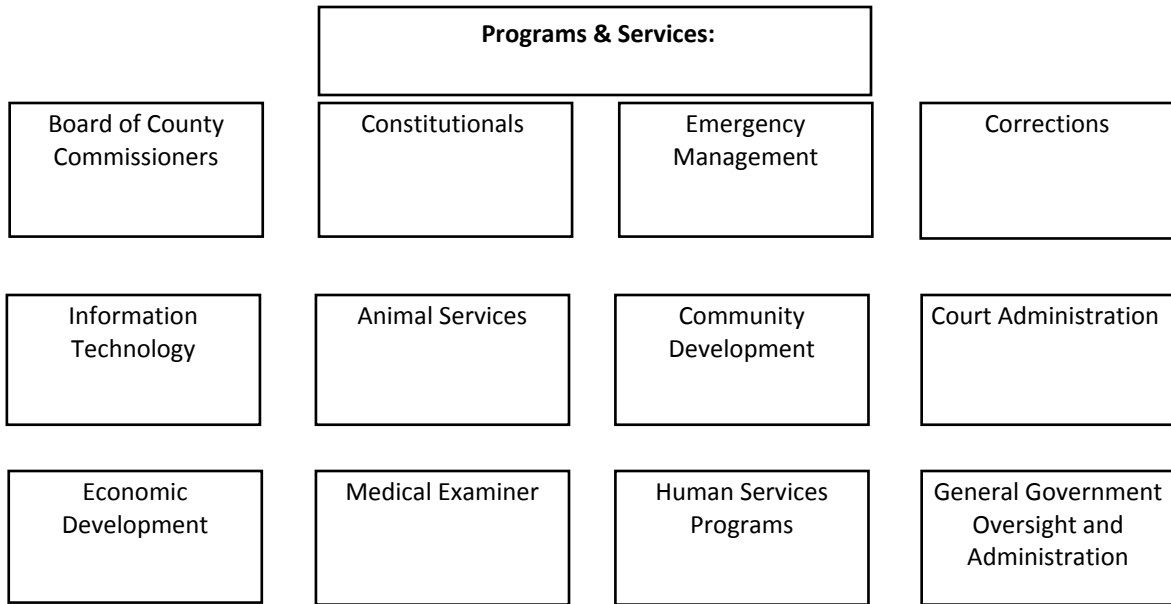 Programs & Services:
Board of County
Commissioners
Constitutionals
Emergency
Management
Corrections
Information
Technology
Animal Services
Community
Development
Court Administration
Economic
Development
Medical Examiner
Human Services
Programs
General Government
Oversight and
Administration